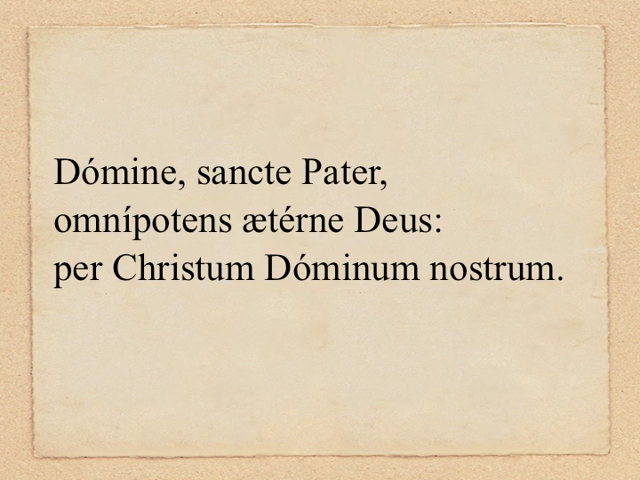 Dómine, sancte Pater,
omnípotens ætérne Deus:
per Christum Dóminum nostrum.